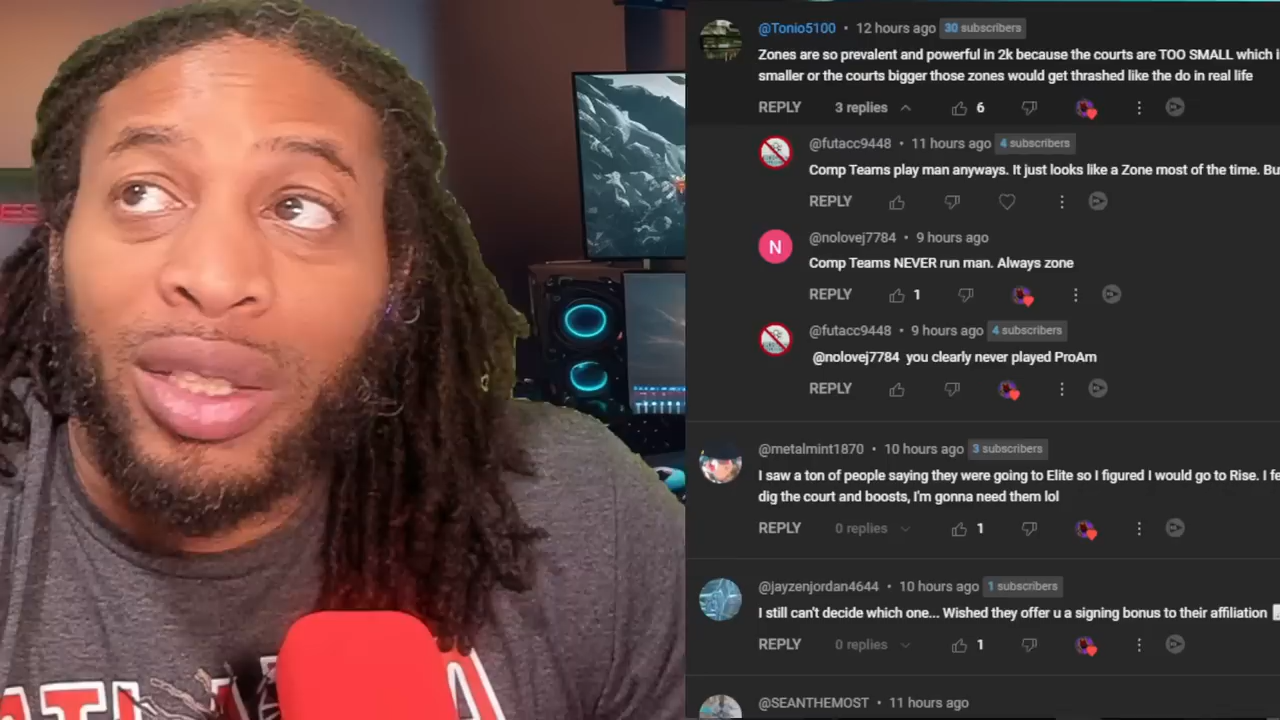 @Tonio5100 • 12 hours ago 30 subscribers
Zones are so prevalent and powerful in 2k because the courts are TOO SMALL which
smaller or the courts bigger those zones would get thrashed like the do in real life
REPLY 3 replies 6
@futacc9448 • 11 hours ago 4 subscribers
Comp Teams play man anyways. It just looks like a Zone most of the time.
REPLY
N
@nolovej7784 • 9 hours ago
Comp Teams NEVER run man. Always zone
REPLY 1
@futacc9448 • 9 hours ago 4 subscribers
@nolovej7784 you clearly never played ProAm
REPLY
@metalmint1870 • 10 hours ago 3 subscribers
I saw a ton of people saying they were going to Elite so I figured I would go to Rise. I
dig the court and boosts, I'm gonna need them lol
REPLY 0 replies 1
@jayzenjordan4644 • 10 hours ago 1 subscribers
I still can't decide which one... Wished they offer u a signing bonus to their affiliation
REPLY 0 replies 1
@SEANTHEMOST • 11 hours ago